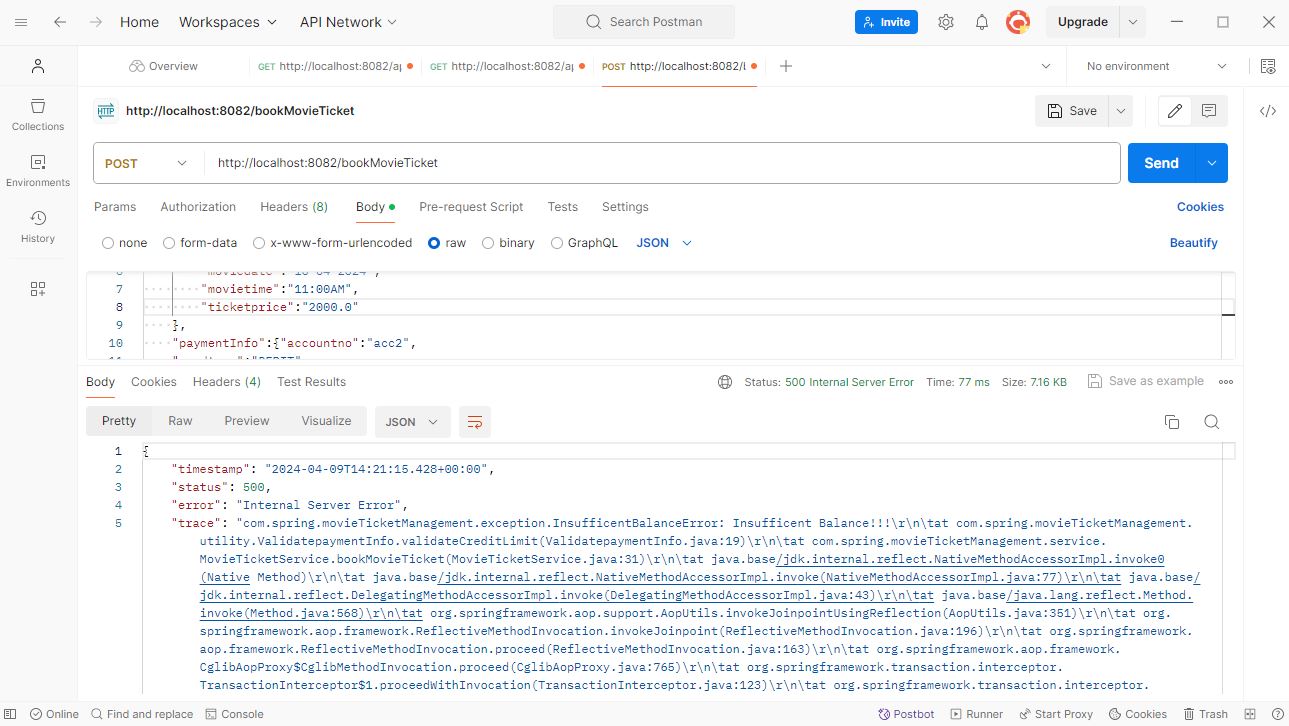 Home Workspaces API Network Search Postman Invite Upgrade
Overview GET http://localhost:8082/ap GET http://localhost:8082/ap POST http://localhost:8082/b No environment
HTTP http://localhost:8082/bookMovieTicket Save
Collections
POST http://localhost:8082/bookMovieTicket Send
Environments
Params Authorization Headers (8) Body Pre-request Script Tests Settings Cookies
History
none form-data x-www-form-urlencoded raw binary GraphQL JSON Beautify
7 "movietime":"11:00AM",
8 "ticketprice":"2000.0"
9 },
10 "paymentInfo":{"accountno":"acc2",
Body Cookies Headers (4) Test Results Status: 500 Internal Server Error Time: 77 ms Size: 7.16 KB Save as example
Pretty Raw Preview Visualize JSON
1 {
2 "timestamp": "2024-04-09T14:21:15.428+00:00",
3 "status": 500,
4 "error": "Internal Server Error",
5 "trace": "com.spring.movieTicketManagement.exception.InsufficentBalanceError: Insufficent Balance!!!\r\n\tat com.spring.movieTicketManagement.
utility.ValidatepaymentInfo.validateCreditLimit(ValidatepaymentInfo.java:19)\r\n\tat com.spring.movieTicketManagement.service.
MovieTicketService.bookMovieTicket(MovieTicketService.java:31)\r\n\tat java.base/jdk.internal.reflect.NativeMethodAccessorImpl.invoke0
(Native Method)\r\n\tat java.base/jdk.internal.reflect.NativeMethodAccessorImpl.invoke(NativeMethodAccessorImpl.java:77)\r\n\tat java.base/
jdk.internal.reflect.DelegatingMethodAccessorImpl.invoke(DelegatingMethodAccessorImpl.java:43)\r\n\tat java.base/java.lang.reflect.Method.
invoke(Method.java:568)\r\n\tat org.springframework.aop.support.AopUtils.invokeJoinpointUsingReflection(AopUtils.java:351)\r\n\tat org.
springframework.aop.framework.ReflectiveMethodInvocation.invokeJoinpoint(ReflectiveMethodInvocation.java:196)\r\n\tat org.springframework.
aop.framework.ReflectiveMethodInvocation.proceed(ReflectiveMethodInvocation.java:163)\r\n\tat org.springframework.aop.framework.
CglibAopProxy$CglibMethodInvocation.proceed(CglibAopProxy.java:765)\r\n\tat org.springframework.transaction.interceptor.
TransactionInterceptor$1.proceedWithInvocation(TransactionInterceptor.java:123)\r\n\tat org.springframework.transaction.interceptor.
Online Find and replace Console Postbot Runner Start Proxy Cookies Trash